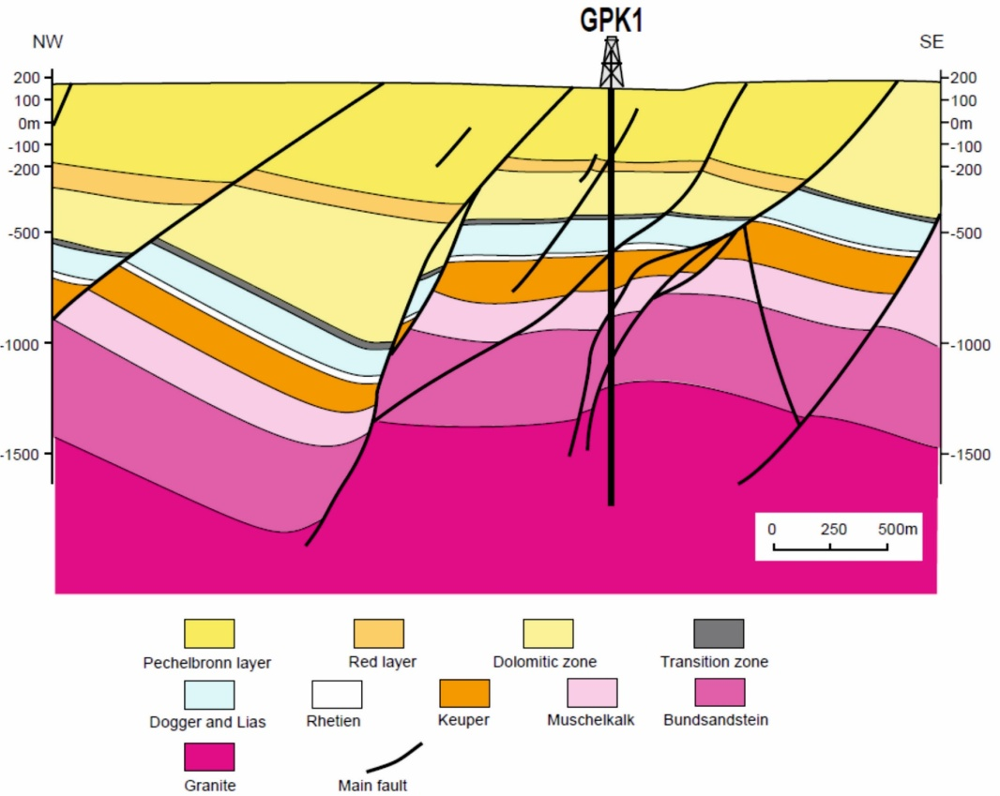 GPK1
NW
SE
200
100
0m
-100
-200
-500
-1000
-1500
200
100
0m
-100
-200
-500
-1000
-1500
0 250 500m
Pechelbronn layer
Red layer
Dolomitic zone
Transition zone
Dogger and Lias
Rhetien
Keuper
Muschelkalk
Bundsandstein
Granite
Main fault